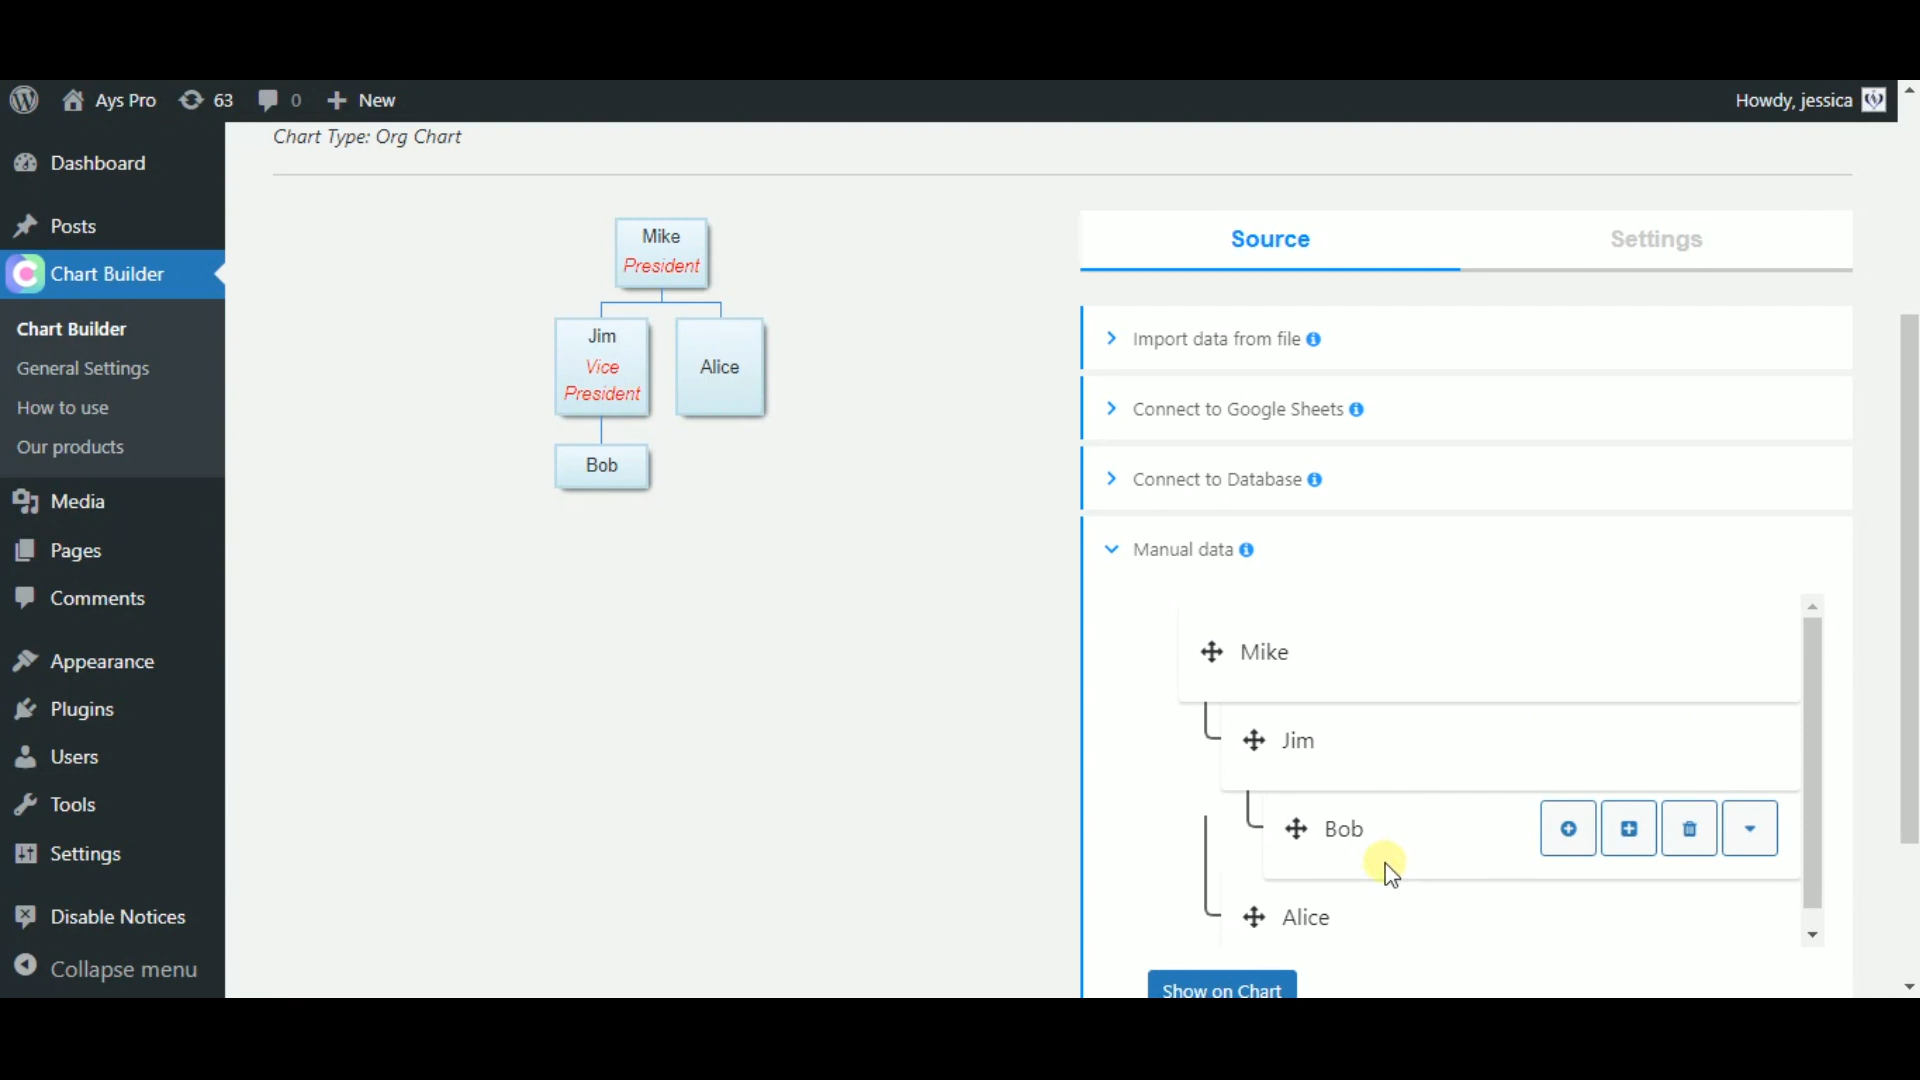 Ays Pro 63 0 New Howdy, jessica
Chart Type: Org Chart
Dashboard
Posts
Chart Builder
Chart Builder
General Settings
How to use
Our products
Media
Pages
Comments
Appearance
Plugins
Users
Tools
Settings
Disable Notices
Collapse menu
Mike
President
Jim
Vice
President
Alice
Bob
Source Settings
Import data from file
Connect to Google Sheets
Connect to Database
Manual data
Mike
Jim
Bob
Alice
Show on Chart